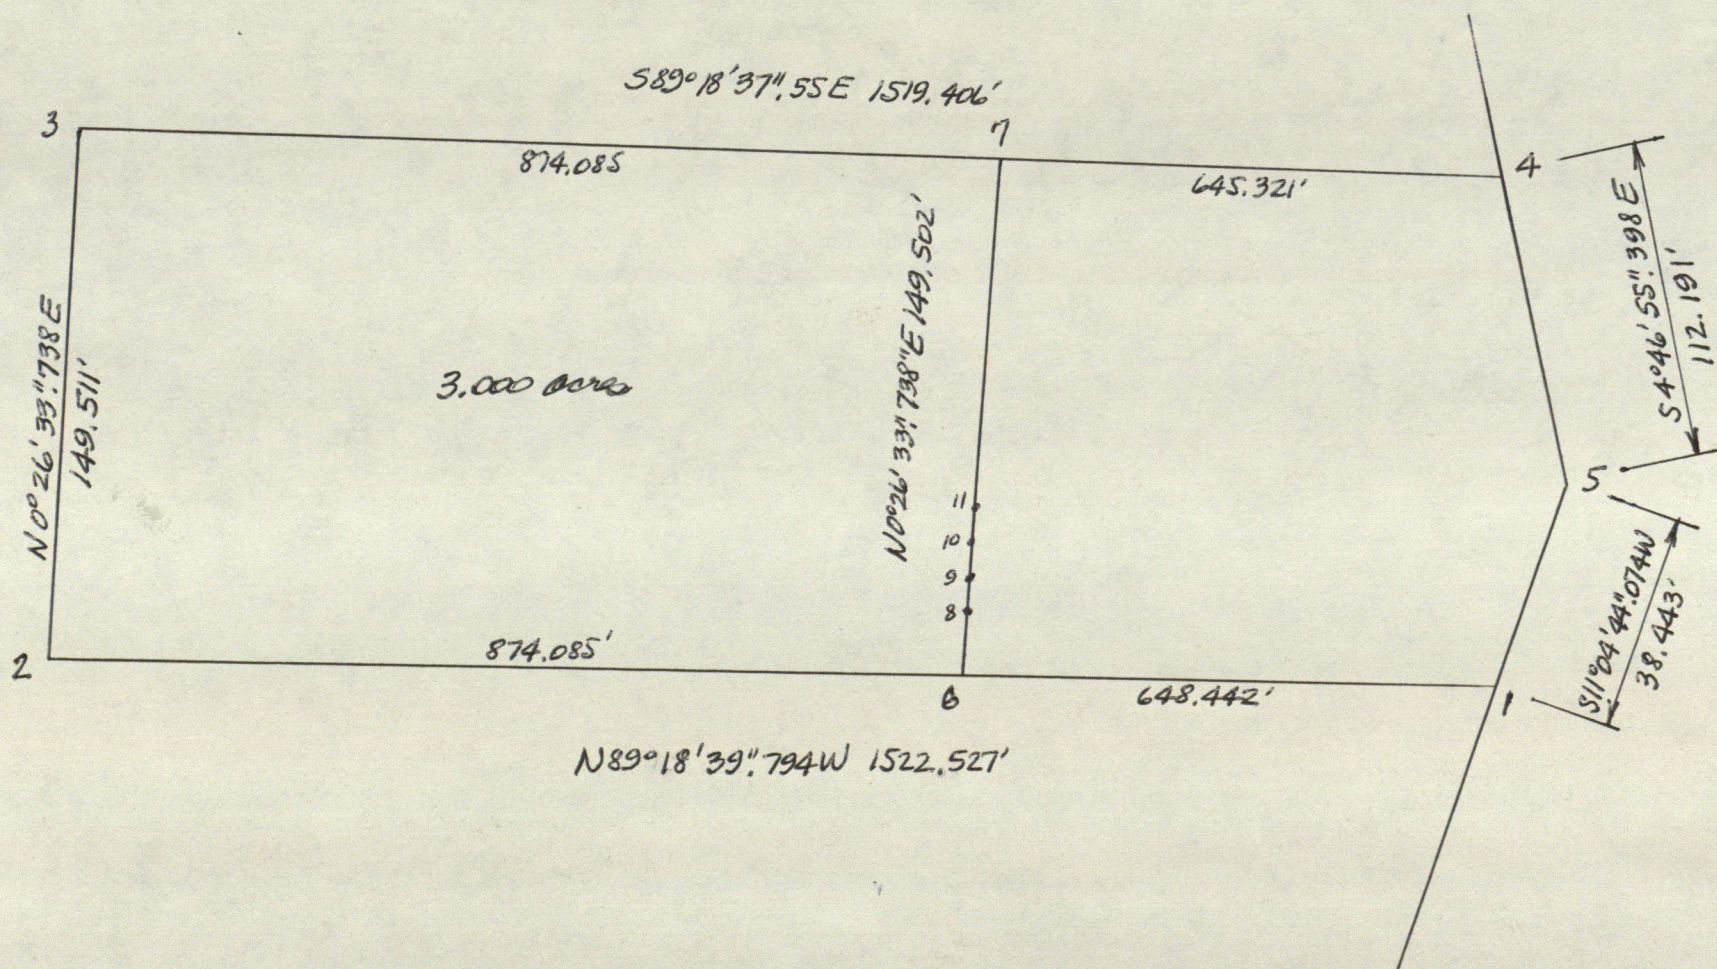 S89°18'37".55E 1519.406'
3
7
874.085
645.321'
4
S4°46'55".398E
112.191'
N0°26'33".738"E 149.502'
N0°26'33".738E
149.511'
3.000 acres
5
11
10
9
8
S11°04'44".074W
38.443'
2
874.085'
6
648.442'
1
N89°18'39".794W 1522.527'